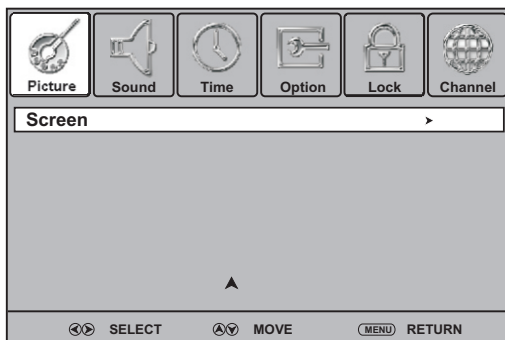 Picture Sound Time Option Lock Channel
Screen
SELECT MOVE MENU RETURN